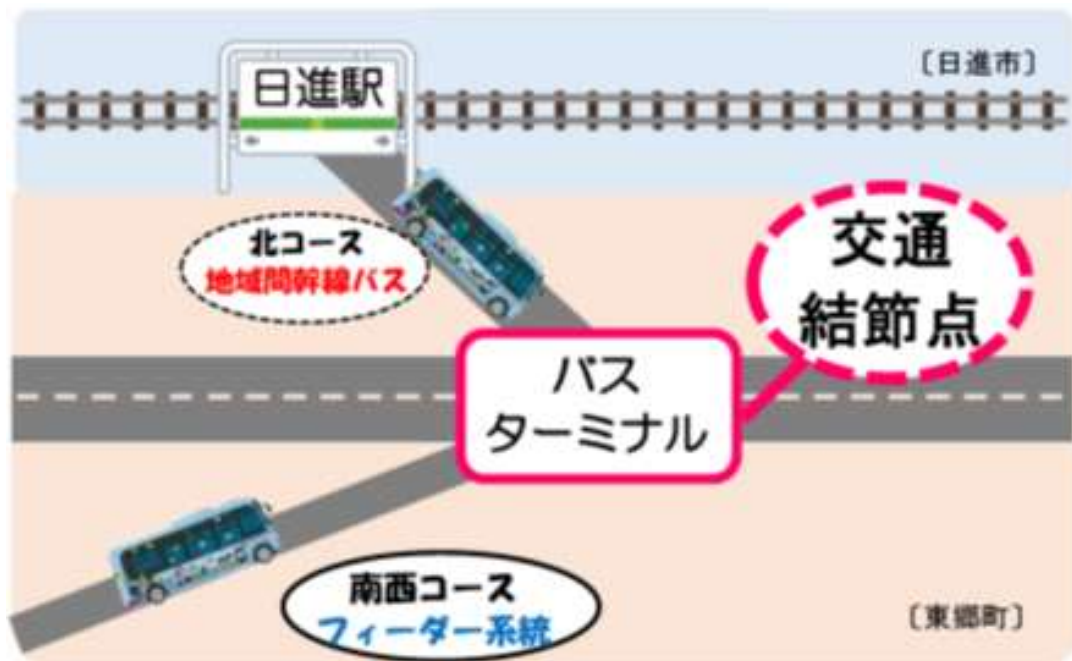 〔日進市〕
日進駅
北コース
地域間幹線バス
交通
結節点
バス
ターミナル
南西コース
フィーダー系統
〔東郷町〕